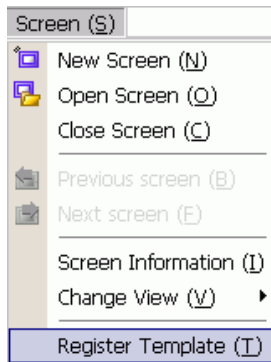 Screen (S)
New Screen (N)
Open Screen (O)
Close Screen (C)
Previous screen (B)
Next screen (F)
Screen Information (I)
Change View (V)
Register Template (T)